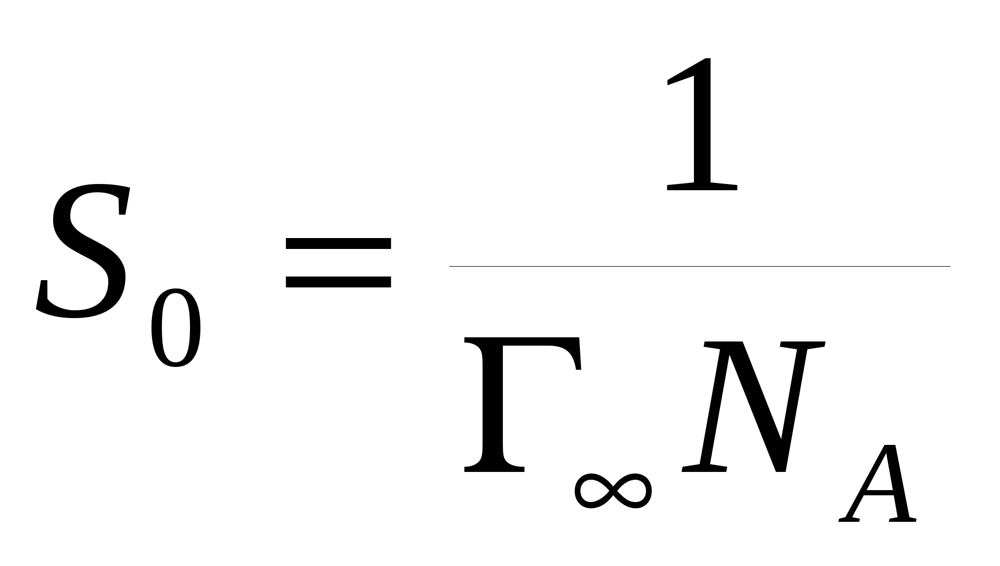 S₀ = 1 / Γ∞ N_A